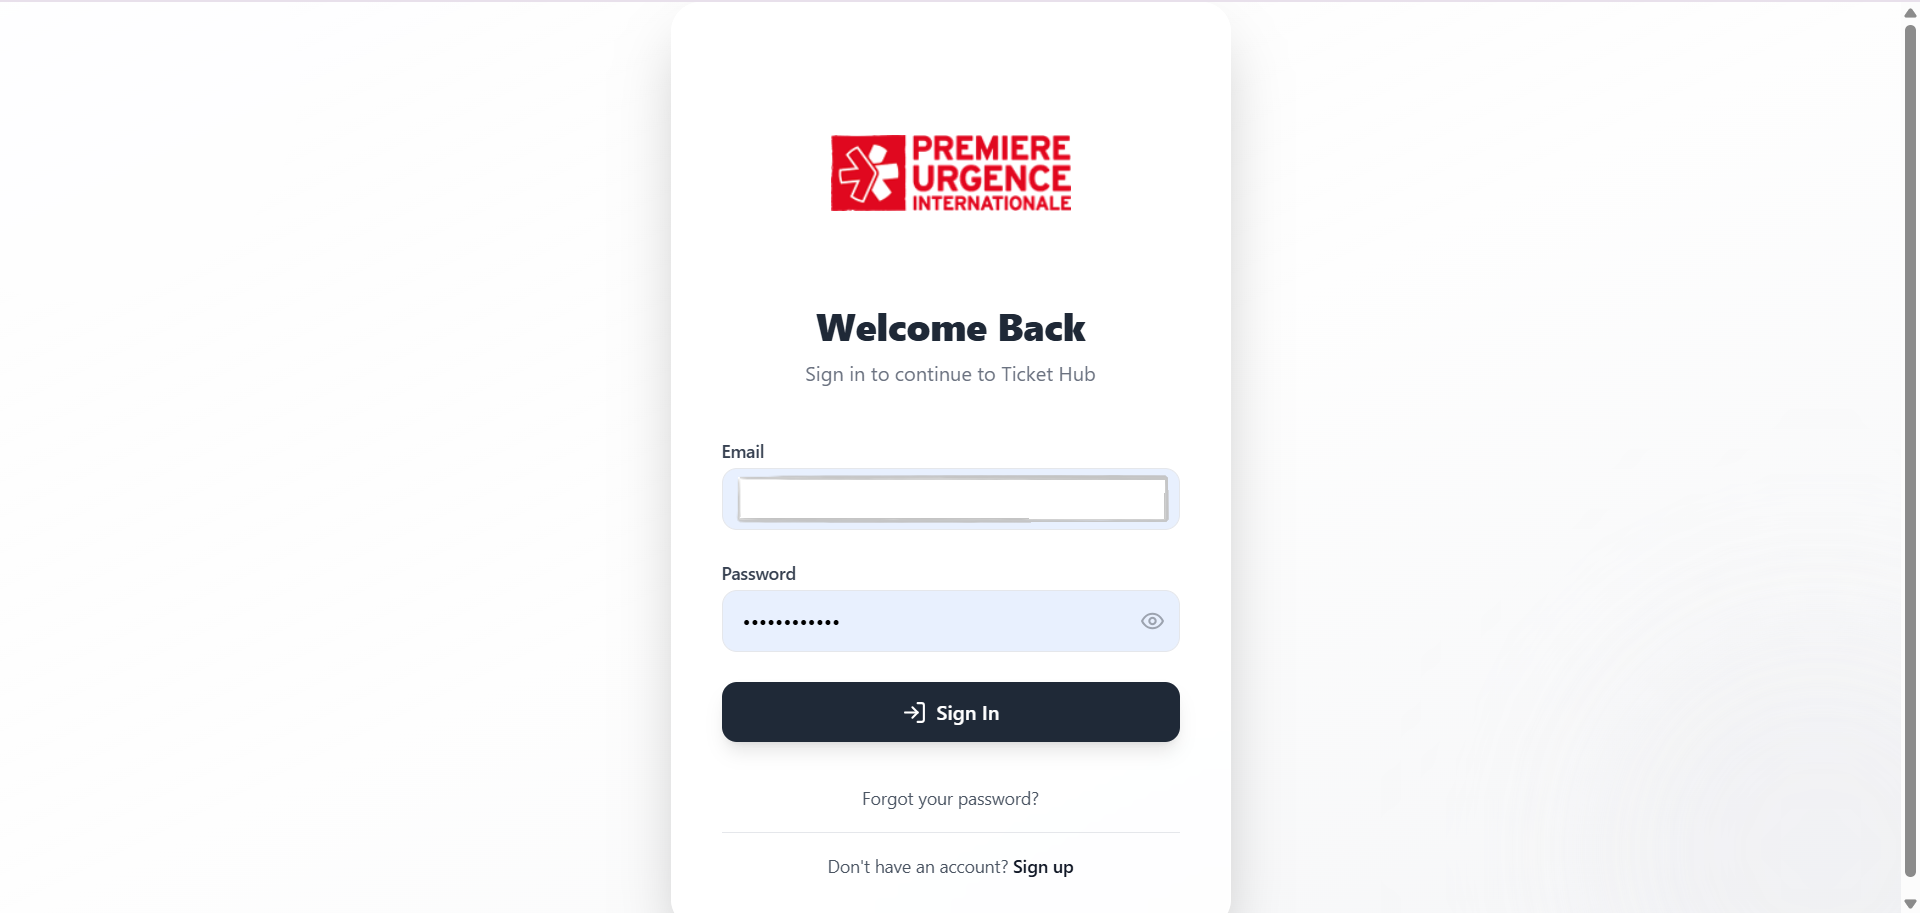 PREMIERE
URGENCE
INTERNATIONALE
Welcome Back
Sign in to continue to Ticket Hub
Email
Password
••••••••••••
Sign In
Forgot your password?
Don't have an account? Sign up